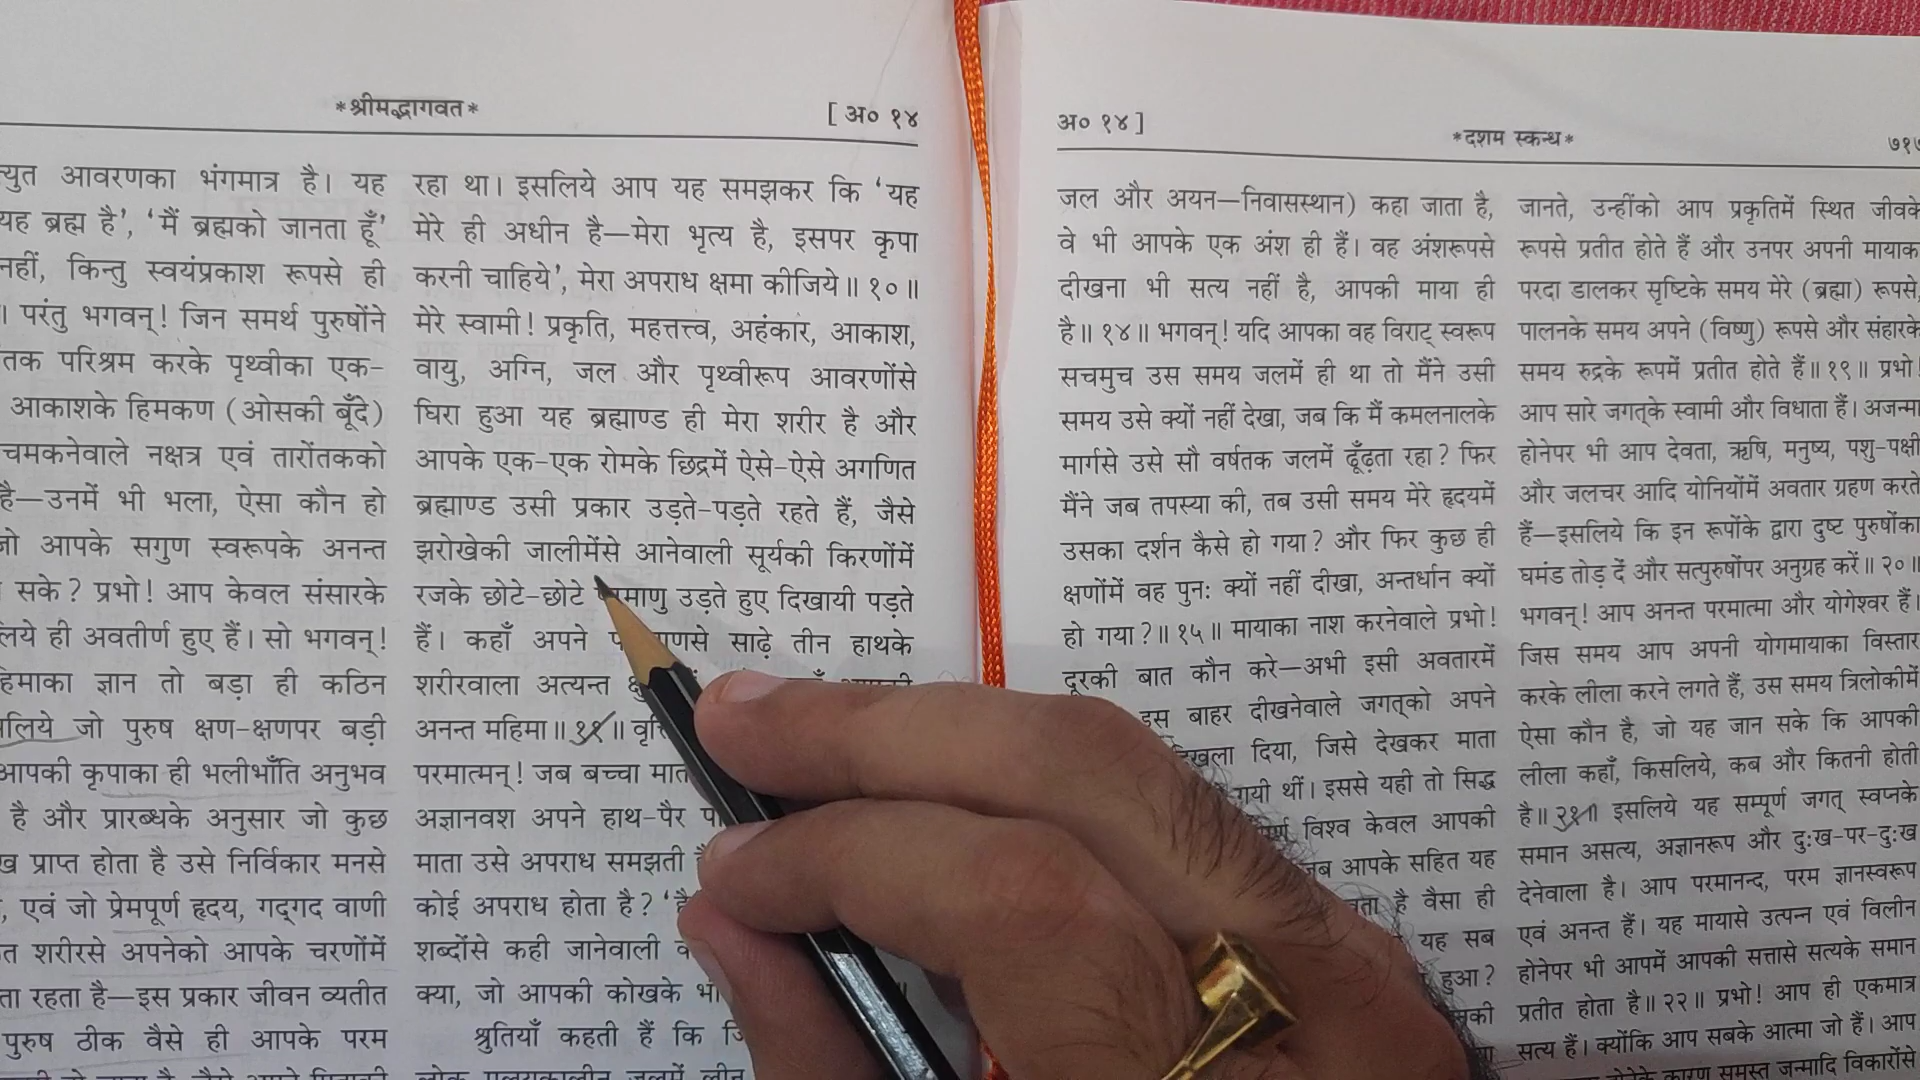 *श्रीमद्भागवत*
[ अ० १४
च्युत आवरणका भंगमात्र है। यह
यह ब्रह्म है’, ‘मैं ब्रह्मको जानता हूँ’
नहीं, किन्तु स्वयंप्रकाश रूपसे ही
॥ परंतु भगवन्! जिन समर्थ पुरुषोंने
तक परिश्रम करके पृथ्वीका एक-
आकाशके हिमकण (ओसकी बूँदे)
चमकनेवाले नक्षत्र एवं तारोंतकको
है—उनमें भी भला, ऐसा कौन हो
जो आपके सगुण स्वरूपके अनन्त
सके? प्रभो! आप केवल संसारके
लिये ही अवतीर्ण हुए हैं। सो भगवन्!
हिमाका ज्ञान तो बड़ा ही कठिन
लिये जो पुरुष क्षण-क्षणपर बड़ी
आपकी कृपाका ही भलीभाँति अनुभव
है और प्रारब्धके अनुसार जो कुछ
ख प्राप्त होता है उसे निर्विकार मनसे
, एवं जो प्रेमपूर्ण हृदय, गद्‌गद वाणी
त शरीरसे अपनेको आपके चरणोंमें
ता रहता है—इस प्रकार जीवन व्यतीत
पुरुष ठीक वैसे ही आपके परम
रहा था। इसलिये आप यह समझकर कि ‘यह
मेरे ही अधीन है—मेरा भृत्य है, इसपर कृपा
करनी चाहिये’, मेरा अपराध क्षमा कीजिये॥ १०॥
मेरे स्वामी! प्रकृति, महत्तत्त्व, अहंकार, आकाश,
वायु, अग्नि, जल और पृथ्वीरूप आवरणोंसे
घिरा हुआ यह ब्रह्माण्ड ही मेरा शरीर है और
आपके एक-एक रोमके छिद्रमें ऐसे-ऐसे अगणित
ब्रह्माण्ड उसी प्रकार उड़ते-पड़ते रहते हैं, जैसे
झरोखेकी जालीमेंसे आनेवाली सूर्यकी किरणोंमें
रजके छोटे-छोटे परमाणु उड़ते हुए दिखायी पड़ते
हैं। कहाँ अपने साढ़े तीन हाथके
शरीरवाला अत्यन्त
अनन्त महिमा॥ ११॥
परमात्मन्! जब बच्चा
अज्ञानवश अपने हाथ-पैर
माता उसे अपराध समझती
कोई अपराध होता है?
शब्दोंसे कही जानेवाली
क्या, जो आपकी कोखके
श्रुतियाँ कहती हैं कि
लोक प्रलयकालीन जलमें लीन
अ० १४ ]
*दशम स्कन्ध*
जल और अयन—निवासस्थान) कहा जाता है,
वे भी आपके एक अंश ही हैं। वह अंशरूपसे
दीखना भी सत्य नहीं है, आपकी माया ही
है॥ १४॥ भगवन्! यदि आपका वह विराट् स्वरूप
सचमुच उस समय जलमें ही था तो मैंने उसी
समय उसे क्यों नहीं देखा, जब कि मैं कमलनालके
मार्गसे उसे सौ वर्षतक जलमें ढूँढ़ता रहा? फिर
मैंने जब तपस्या की, तब उसी समय मेरे हृदयमें
उसका दर्शन कैसे हो गया? और फिर कुछ ही
क्षणोंमें वह पुनः क्यों नहीं दीखा, अन्तर्धान क्यों
हो गया?॥ १५॥ मायाका नाश करनेवाले प्रभो!
दूरकी बात कौन करे—अभी इसी अवतारमें
इस बाहर दीखनेवाले जगत्‌को अपने
दिखला दिया, जिसे देखकर माता
गयी थीं। इससे यही तो सिद्ध
विश्व केवल आपकी
जब आपके सहित यह
है वैसा ही
यह सब
हुआ?
जानते, उन्हींको आप प्रकृतिमें स्थित जीवके
रूपसे प्रतीत होते हैं और उनपर अपनी मायाका
परदा डालकर सृष्टिके समय मेरे (ब्रह्मा) रूपसे,
पालनके समय अपने (विष्णु) रूपसे और संहारके
समय रुद्रके रूपमें प्रतीत होते हैं॥ १९॥ प्रभो!
आप सारे जगत्‌के स्वामी और विधाता हैं। अजन्मा
होनेपर भी आप देवता, ऋषि, मनुष्य, पशु-पक्षी
और जलचर आदि योनियोंमें अवतार ग्रहण करते
हैं—इसलिये कि इन रूपोंके द्वारा दुष्ट पुरुषोंका
घमंड तोड़ दें और सत्पुरुषोंपर अनुग्रह करें॥ २०॥
भगवन्! आप अनन्त परमात्मा और योगेश्वर हैं।
जिस समय आप अपनी योगमायाका विस्तार
करके लीला करने लगते हैं, उस समय त्रिलोकीमें
ऐसा कौन है, जो यह जान सके कि आपकी
लीला कहाँ, किसलिये, कब और कितनी होती
है॥ २१॥ इसलिये यह सम्पूर्ण जगत् स्वप्नके
समान असत्य, अज्ञानरूप और दुःख-पर-दुःख
देनेवाला है। आप परमानन्द, परम ज्ञानस्वरूप
एवं अनन्त हैं। यह मायासे उत्पन्न एवं विलीन
होनेपर भी आपमें आपकी सत्तासे सत्यके समान
प्रतीत होता है॥ २२॥ प्रभो! आप ही एकमात्र
सत्य हैं। क्योंकि आप सबके आत्मा जो हैं। आप
कारण समस्त जन्मादि विकारोंसे